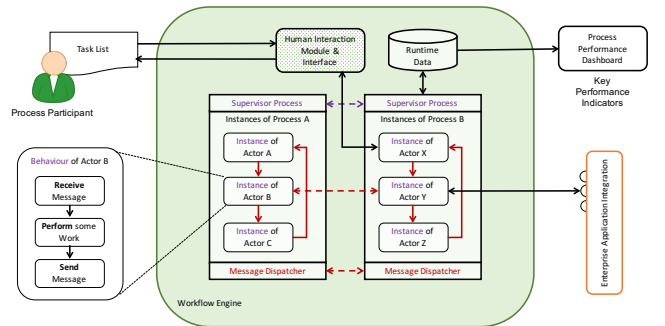 Task List
Process Participant
Human Interaction
Module &
Interface
Runtime
Data
Process
Performance
Dashboard
Key
Performance
Indicators
Supervisor Process
Instances of Process A
Instance of
Actor A
Instance of
Actor B
Instance of
Actor C
Message Dispatcher
Supervisor Process
Instances of Process B
Instance of
Actor X
Instance of
Actor Y
Instance of
Actor Z
Message Dispatcher
Behaviour of Actor B
Receive
Message
Perform some
Work
Send
Message
Enterprise Application Integration
Workflow Engine